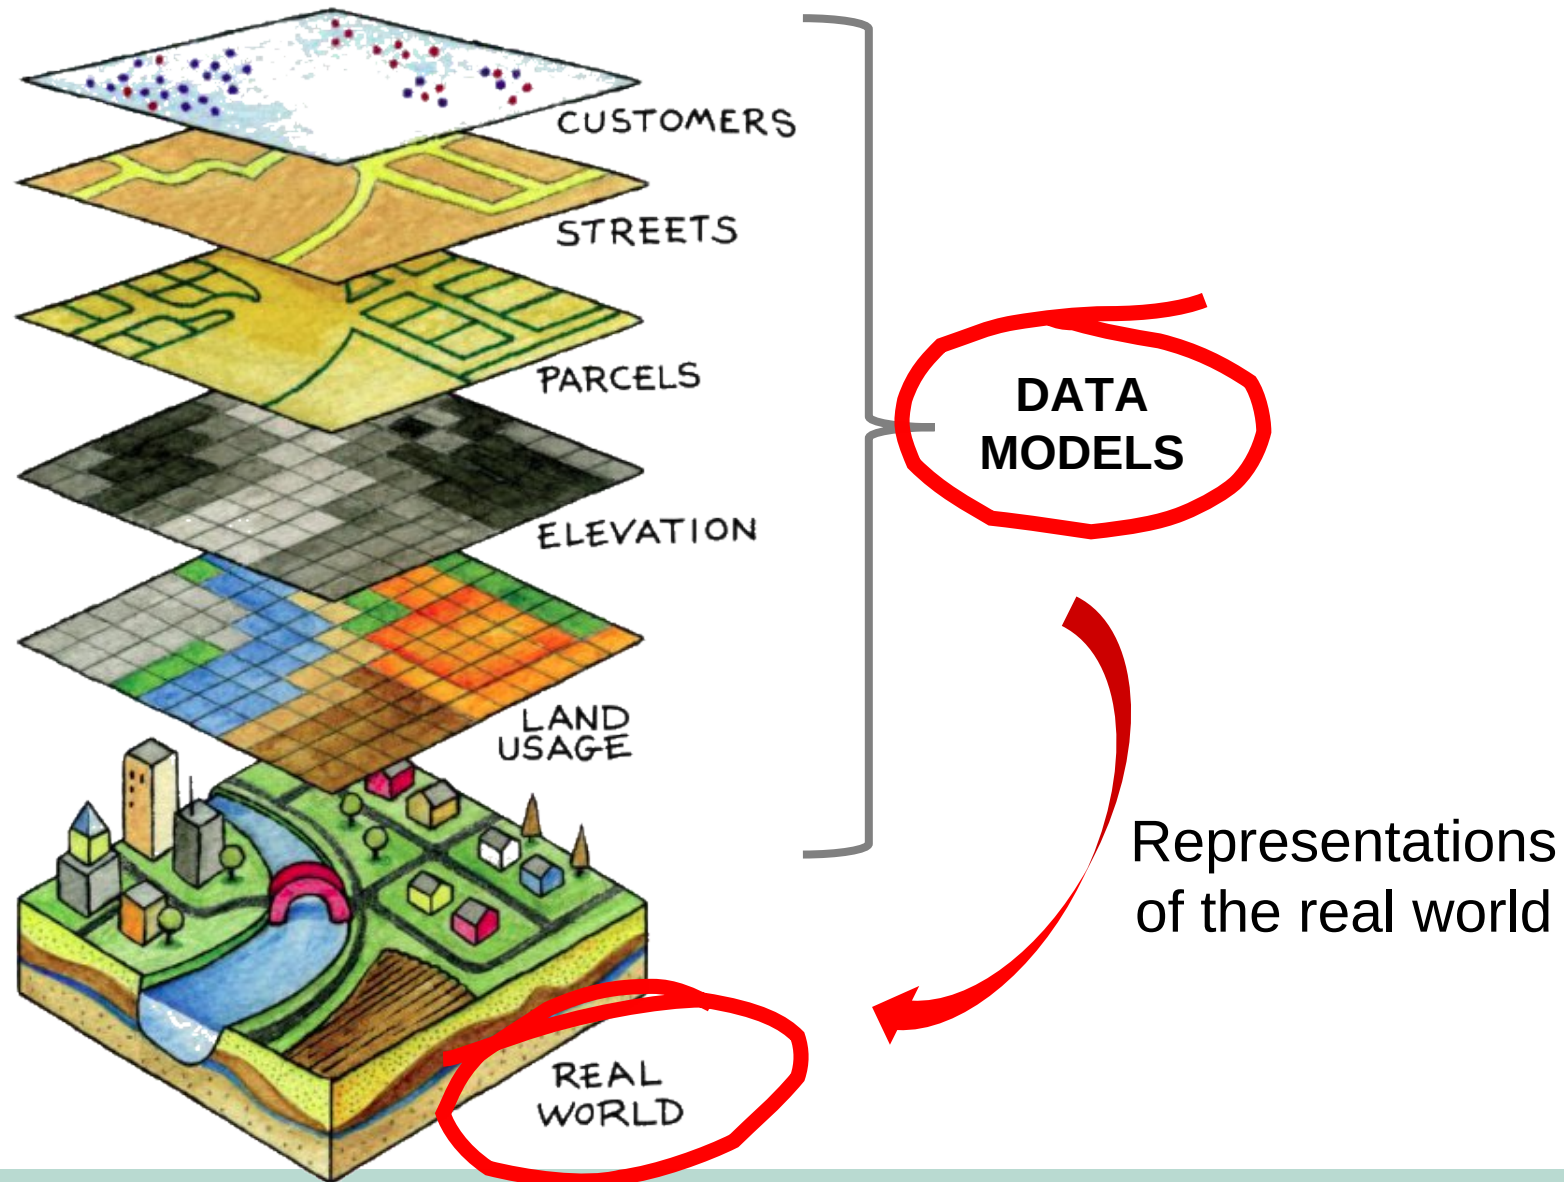 CUSTOMERS
STREETS
PARCELS
ELEVATION
LAND
USAGE
REAL
WORLD
DATA
MODELS
Representations
of the real world